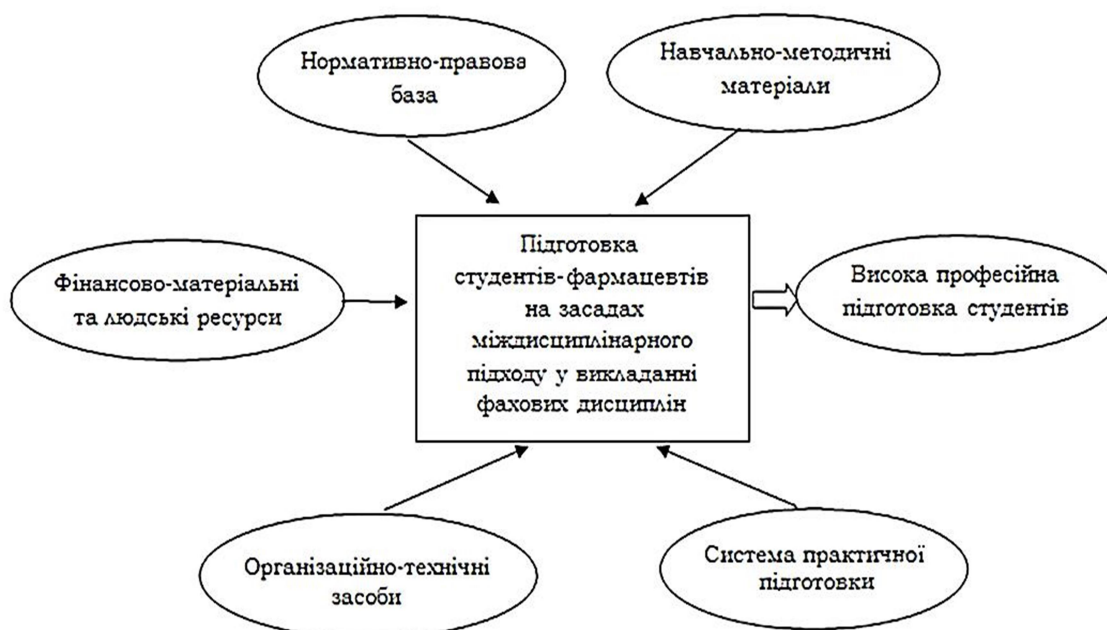 Нормативно-правова
база
Навчально-методичні
матеріали
Фінансово-матеріальні
та людські ресурси
Підготовка
студентів-фармацевтів
на засадах
міждисциплінарного
підходу у викладанні
фахових дисциплін
Висока професійна
підготовка студентів
Організаційно-технічні
засоби
Система практичної
підготовки